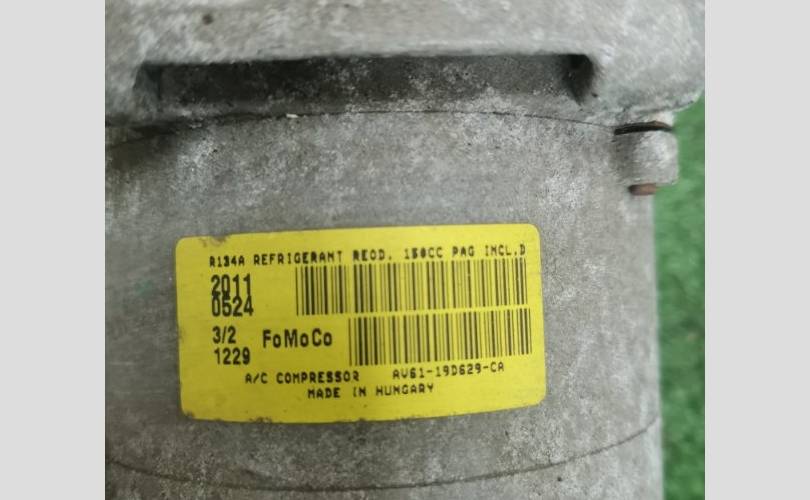 R134A REFRIGERANT REQD. 150CC PAG INCL.D
2011
0524
3/2 FoMoCo
1229
A/C COMPRESSOR AV61-19D629-CA
MADE IN HUNGARY